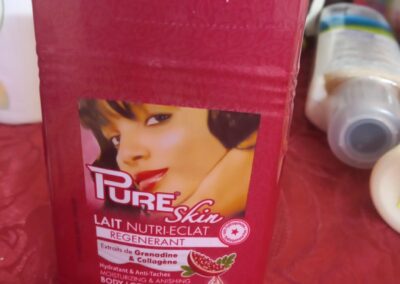 PURE
Skin
LAIT NUTRI-ECLAT
REGENERANT
Extraits de Grenadine
& Collagène
Hydratant & Anti-Taches
MOISTURIZING & ANISHING
BODY